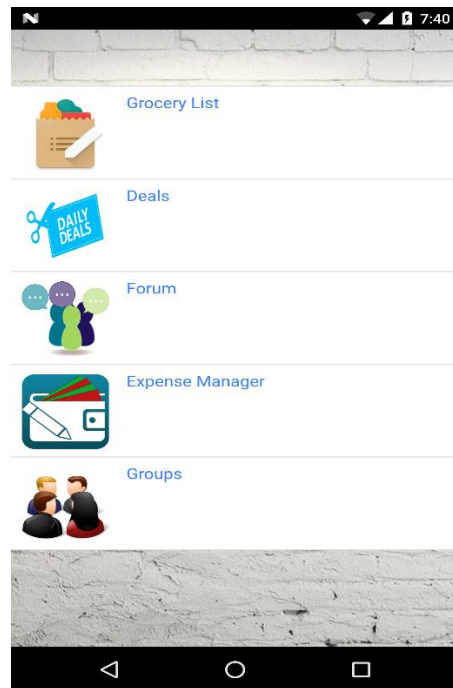 7:40
Grocery List
Deals
DAILY
DEALS
Forum
Expense Manager
Groups